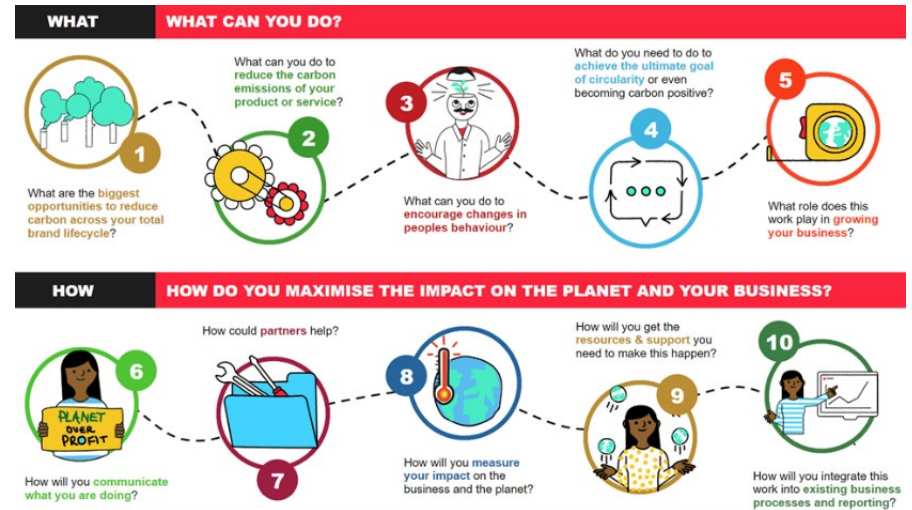 WHAT
WHAT CAN YOU DO?
1
What are the biggest
opportunities to reduce
carbon across your total
brand lifecycle?
What can you do to
reduce the carbon
emissions of your
product or service?
2
3
What can you do to
encourage changes in
peoples behaviour?
What do you need to do to
achieve the ultimate goal
of circularity or even
becoming carbon positive?
4
5
What role does this
work play in growing
your business?
HOW
HOW DO YOU MAXIMISE THE IMPACT ON THE PLANET AND YOUR BUSINESS?
6
PLANET
OVER
PROFIT
How will you communicate
what you are doing?
How could partners help?
7
8
How will you measure
your impact on the
business and the planet?
How will you get the
resources & support you
need to make this happen?
9
10
How will you integrate this
work into existing business
processes and reporting?